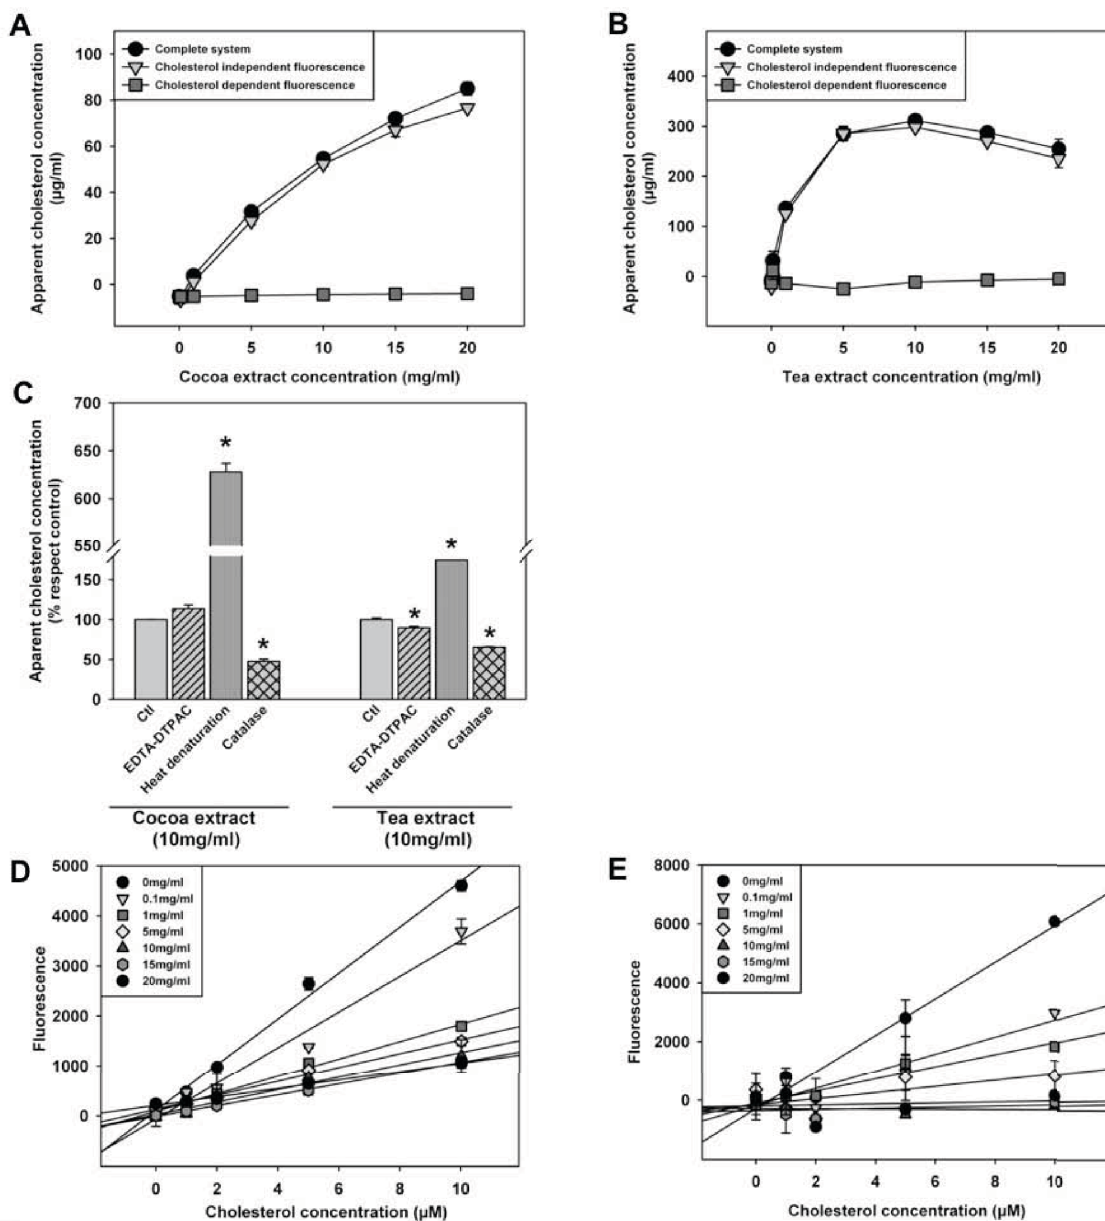 A
Complete system
Cholesterol independent fluorescence
Cholesterol dependent fluorescence
100
80
60
40
20
0
Apparent cholesterol concentration
(µg/ml)
0 5 10 15 20
Cocoa extract concentration (mg/ml)
B
Complete system
Cholesterol independent fluorescence
Cholesterol dependent fluorescence
400
300
200
100
0
Apparent cholesterol concentration
(µg/ml)
0 5 10 15 20
Tea extract concentration (mg/ml)
C
700
650
600
550
150
100
50
0
Apparent cholesterol concentration
(% respect control)
*
*
*
*
*
Ctl
EDTA-DTPAC
Heat denaturation
Catalase
Ctl
EDTA-DTPAC
Heat denaturation
Catalase
Cocoa extract
(10mg/ml)
Tea extract
(10mg/ml)
D
0mg/ml
0.1mg/ml
1mg/ml
5mg/ml
10mg/ml
15mg/ml
20mg/ml
5000
4000
3000
2000
1000
0
Fluorescence
0 2 4 6 8 10
Cholesterol concentration (µM)
E
0mg/ml
0.1mg/ml
1mg/ml
5mg/ml
10mg/ml
15mg/ml
20mg/ml
8000
6000
4000
2000
0
Fluorescence
0 2 4 6 8 10
Cholesterol concentration (µM)